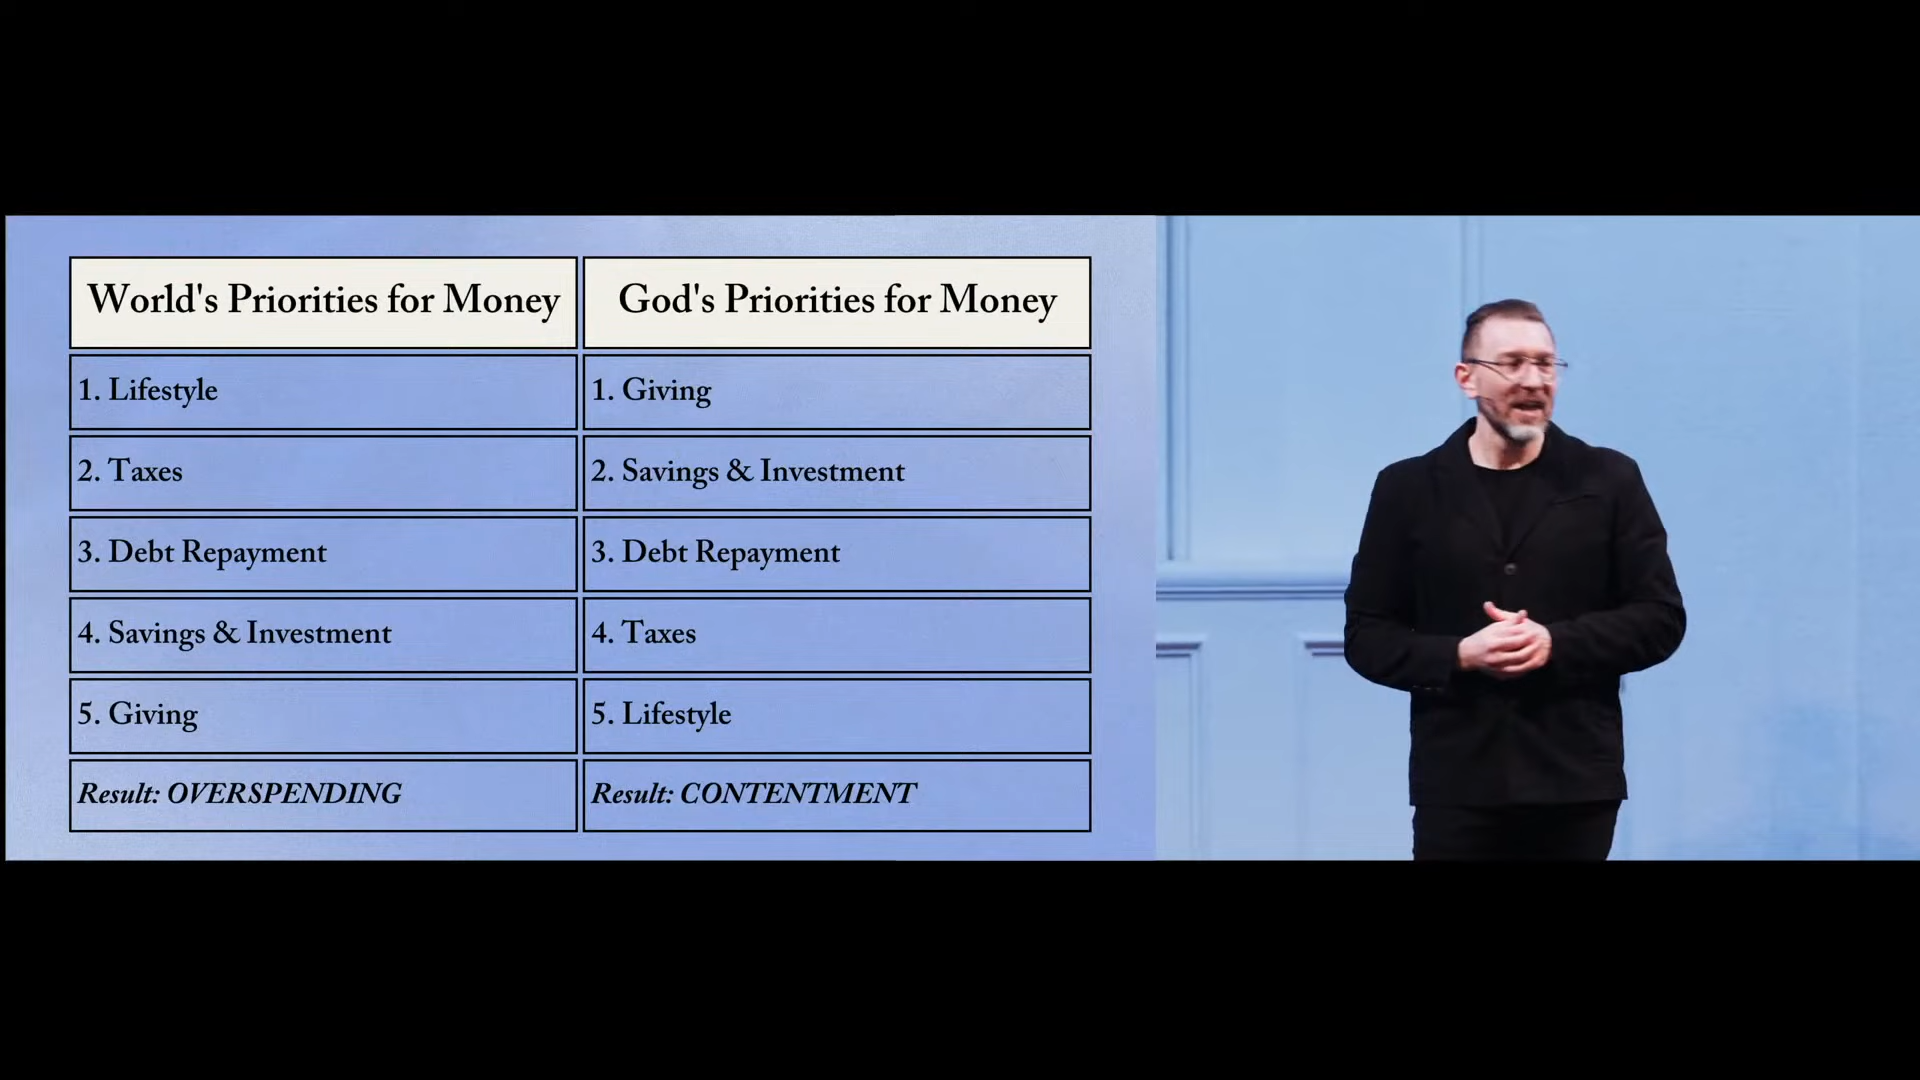 World's Priorities for Money
God's Priorities for Money
1. Lifestyle
1. Giving
2. Taxes
2. Savings & Investment
3. Debt Repayment
3. Debt Repayment
4. Savings & Investment
4. Taxes
5. Giving
5. Lifestyle
Result: OVERSPENDING
Result: CONTENTMENT